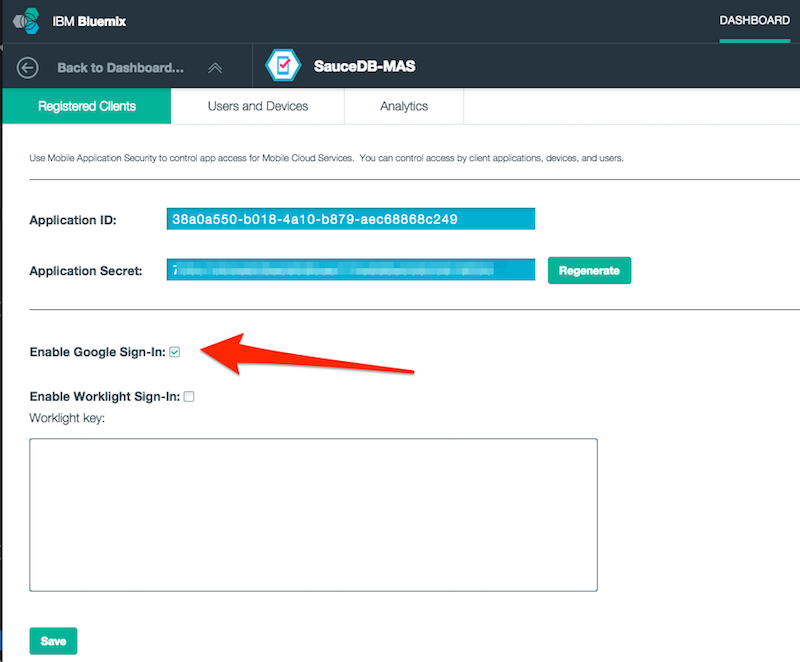 IBM Bluemix
DASHBOARD
Back to Dashboard...
SauceDB-MAS
Registered Clients
Users and Devices
Analytics
Use Mobile Application Security to control app access for Mobile Cloud Services. You can control access by client applications, devices, and users.
Application ID:
38a0a550-b018-4a10-b879-aec68868c249
Application Secret:
Regenerate
Enable Google Sign-In:
Enable Worklight Sign-In:
Worklight key:
Save